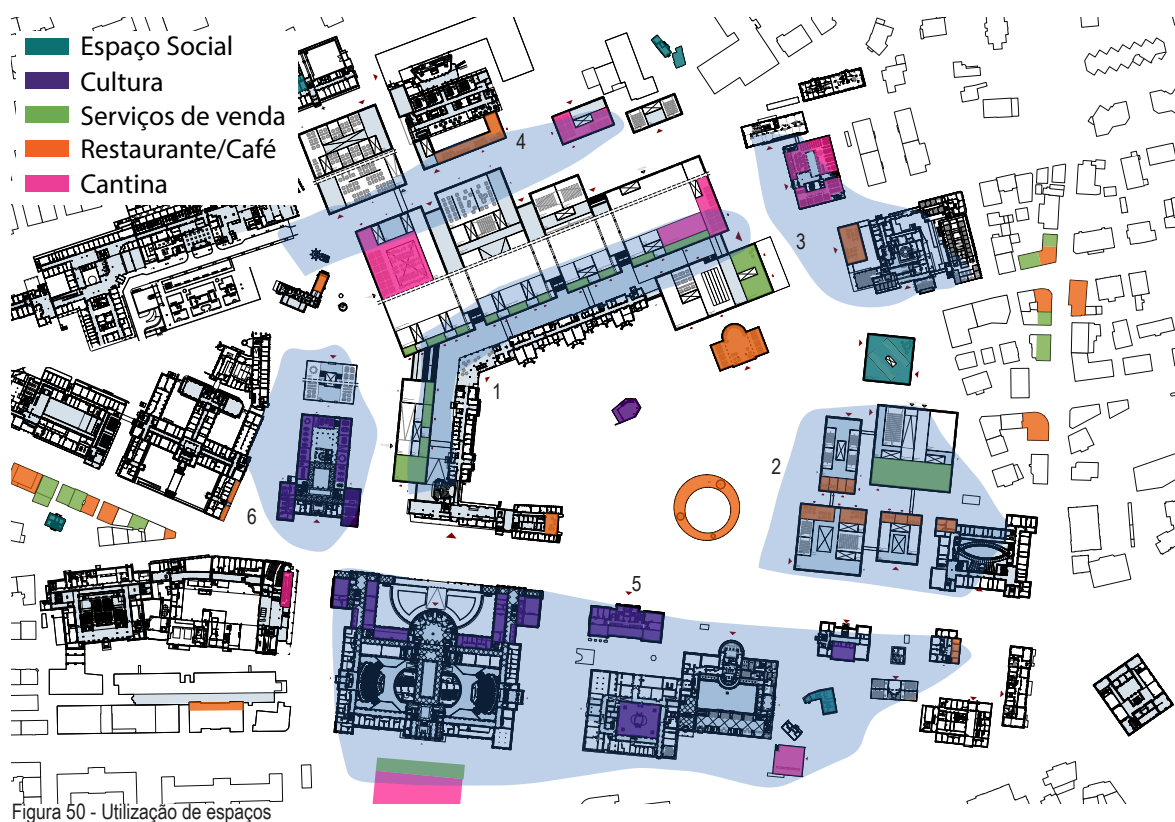 Espaço Social
Cultura
Serviços de venda
Restaurante/Café
Cantina
4
3
1
2
6
5
Figura 50 - Utilização de espaços